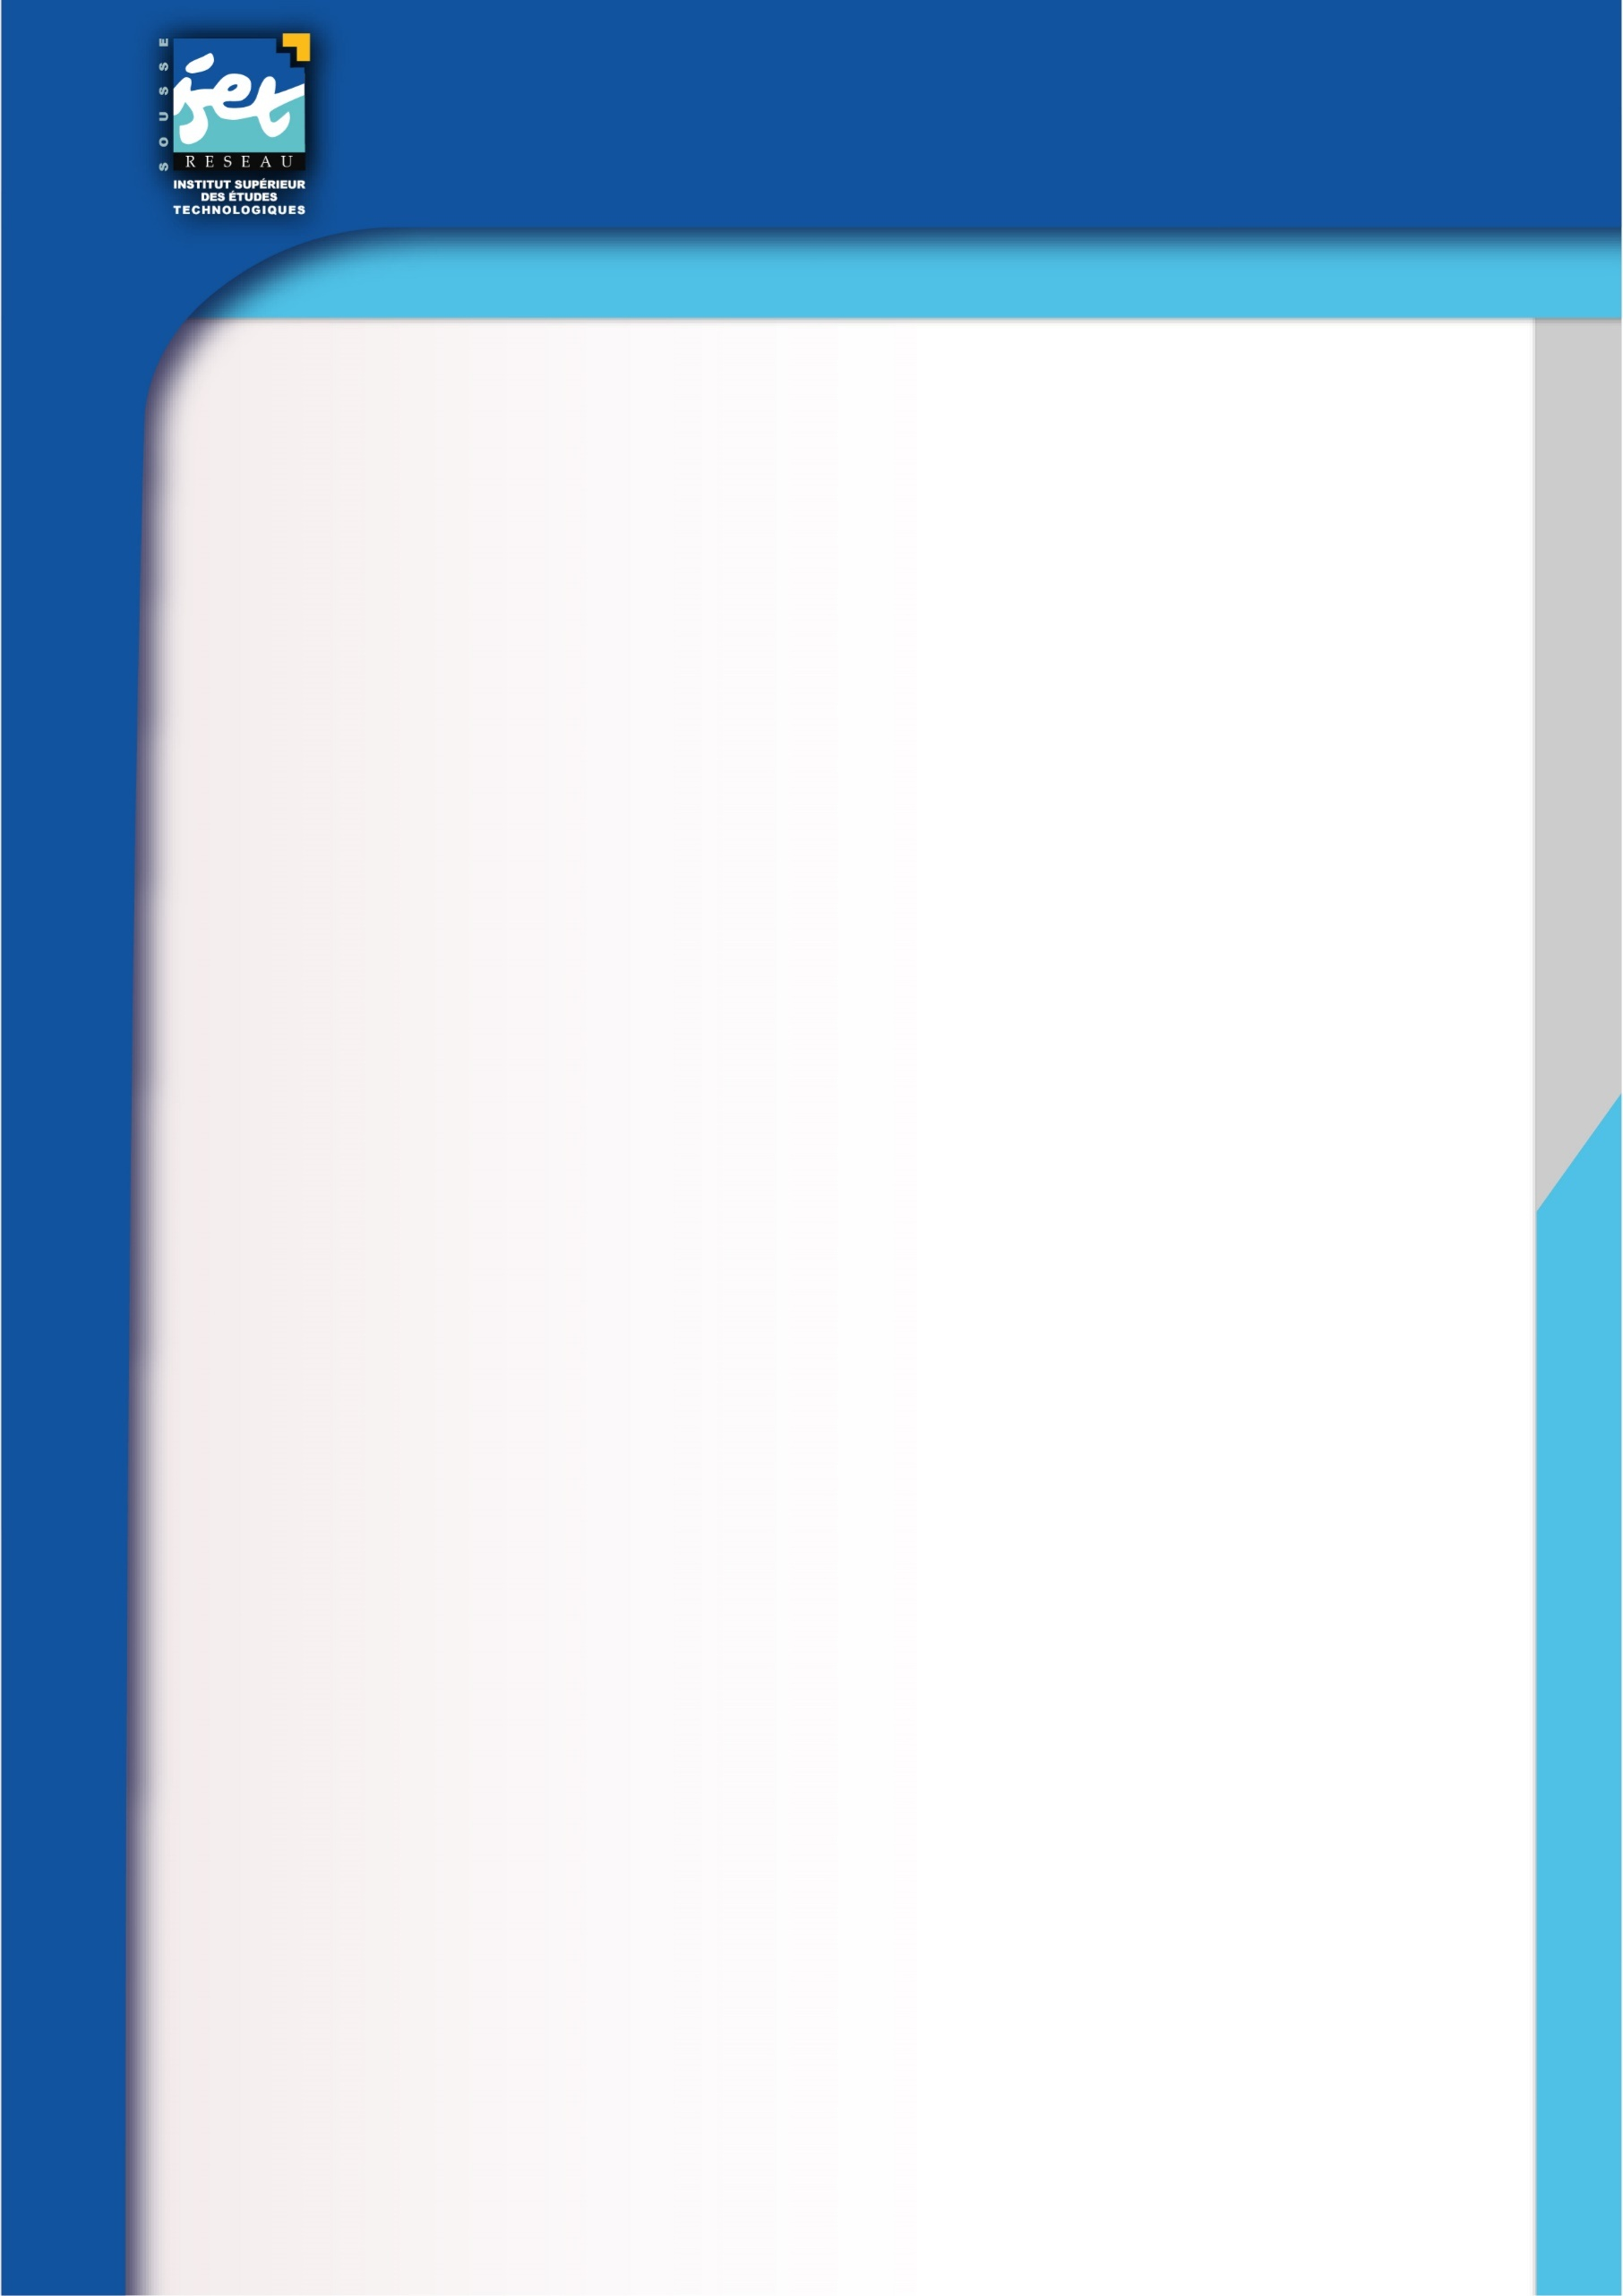 SOUSSE
iset
RESEAU
INSTITUT SUPÉRIEUR
DES ÉTUDES
TECHNOLOGIQUES